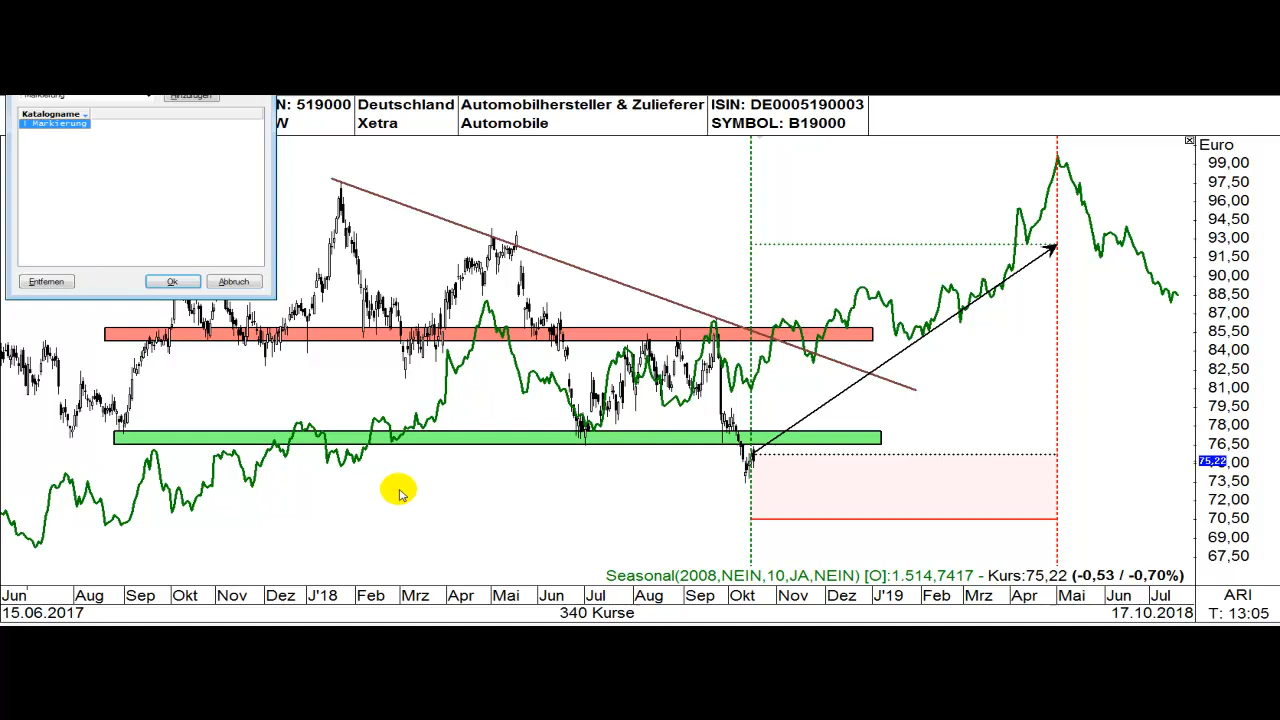 Markierung
Hinzufügen
Katalogname
! Markierung
Entfernen
Ok
Abbruch
N: 519000 Deutschland Automobilhersteller & Zulieferer ISIN: DE0005190003
Xetra Automobile SYMBOL: B19000
Euro
99,00
97,50
96,00
94,50
93,00
91,50
90,00
88,50
87,00
85,50
84,00
82,50
81,00
79,50
78,00
76,50
75,22 ,00
73,50
72,00
70,50
69,00
67,50
Seasonal(2008,NEIN,10,JA,NEIN) [O]:1.514,7417 - Kurs:75,22 (-0,53 / -0,70%)
Jun Aug Sep Okt Nov Dez J'18 Feb Mrz Apr Mai Jun Jul Aug Sep Okt Nov Dez J'19 Feb Mrz Apr Mai Jun Jul ARI
15.06.2017 340 Kurse 17.10.2018 T: 13:05